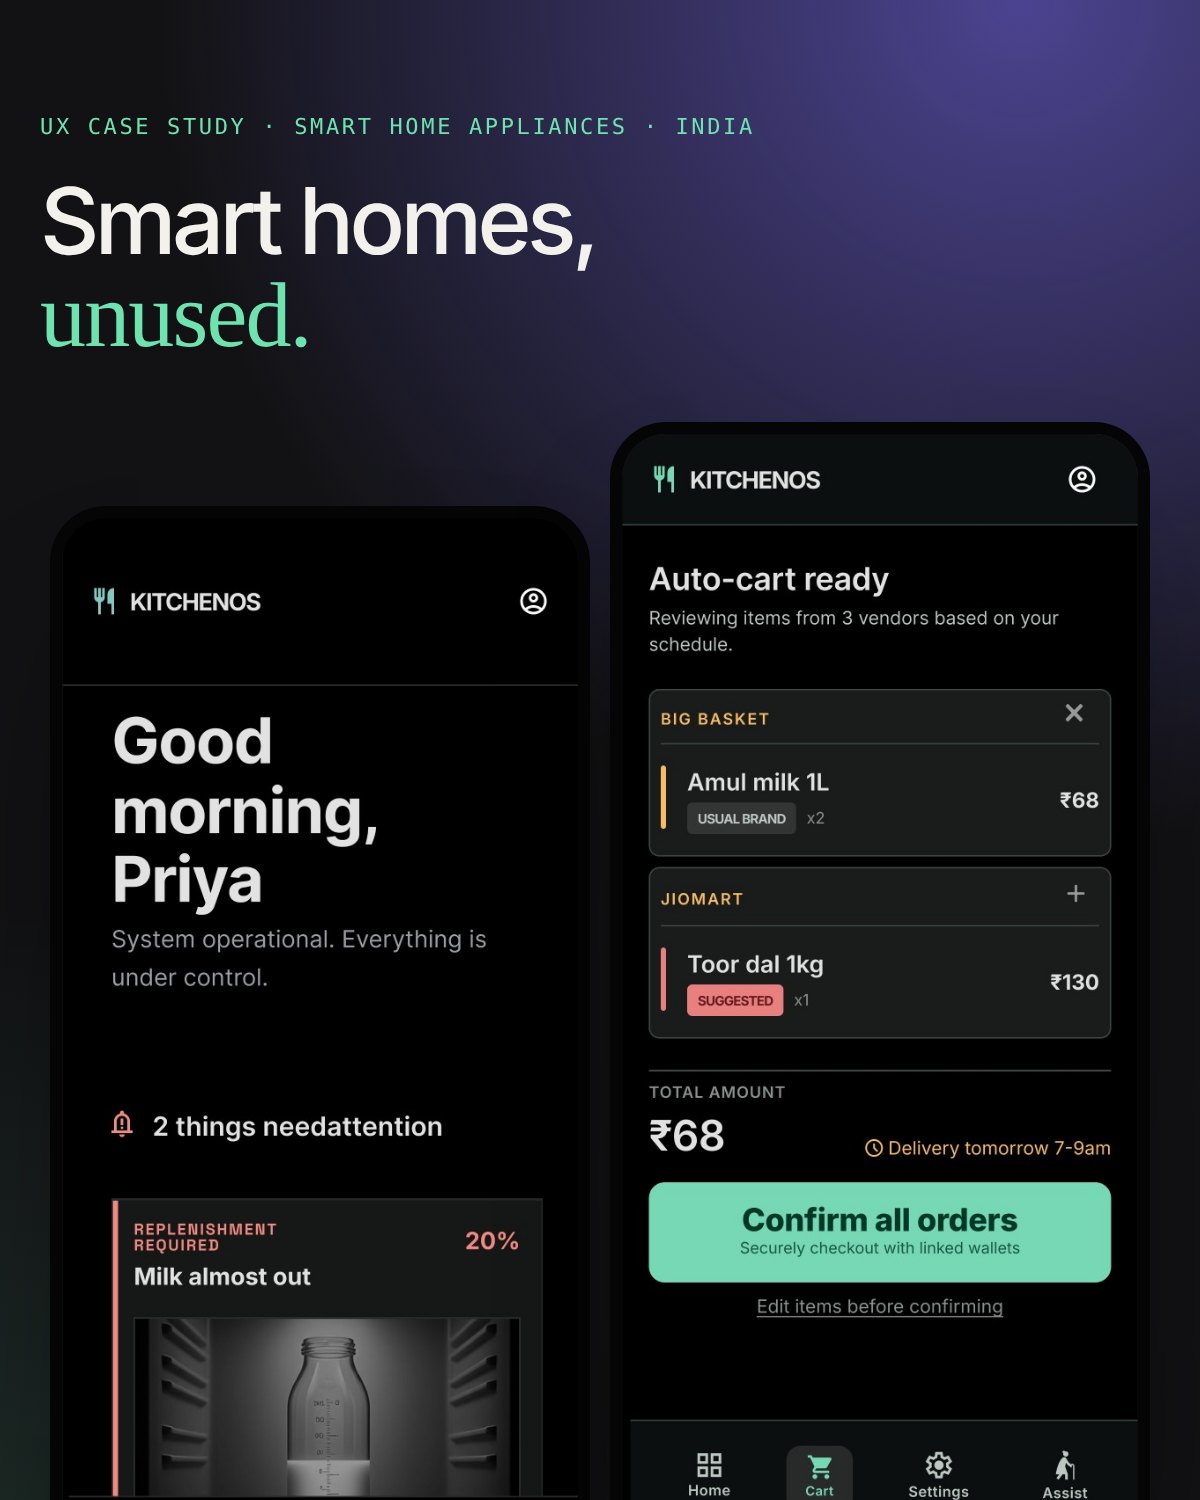 UX CASE STUDY · SMART HOME APPLIANCES · INDIA
Smart homes,
unused.
KITCHENOS
Good
morning,
Priya
System operational. Everything is
under control.
2 things needattention
REPLENISHMENT
REQUIRED
20%
Milk almost out
KITCHENOS
Auto-cart ready
Reviewing items from 3 vendors based on your
schedule.
BIG BASKET
Amul milk 1L
USUAL BRAND x2
₹68
JIOMART
Toor dal 1kg
SUGGESTED x1
₹130
TOTAL AMOUNT
₹68
Delivery tomorrow 7-9am
Confirm all orders
Securely checkout with linked wallets
Edit items before confirming
Home
Cart
Settings
Assist